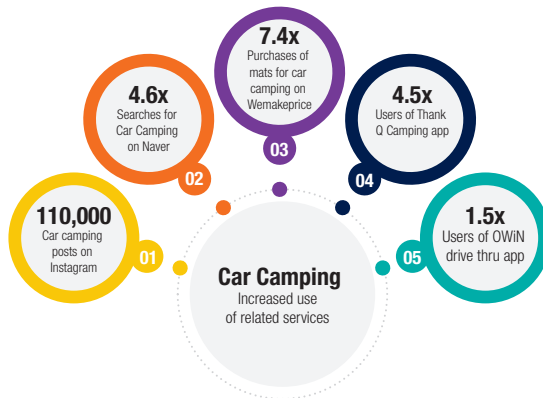 110,000
Car camping
posts on
Instagram
01
4.6x
Searches for
Car Camping
on Naver
02
7.4x
Purchases of
mats for car
camping on
Wemakeprice
03
4.5x
Users of Thank
Q Camping app
04
1.5x
Users of OWiN
drive thru app
05
Car Camping
Increased use
of related services